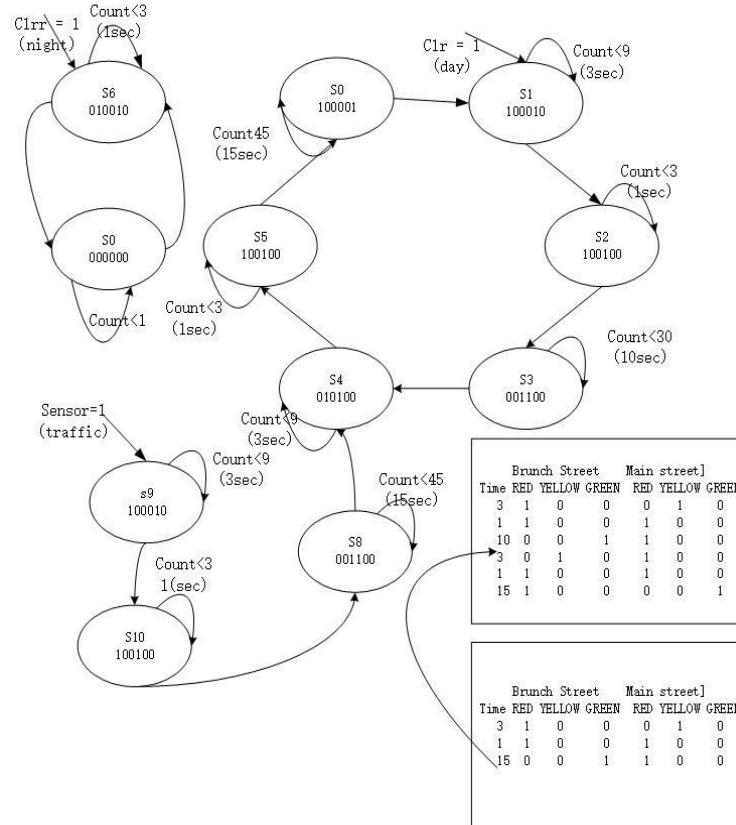 Clrr = 1
(night)
Count<3
(1sec)
S6
010010
S0
000000
Count<1
Clr = 1
(day)
Count<9
(3sec)
S0
100001
S1
100010
Count45
(15sec)
Count<3
(1sec)
S5
100100
S2
100100
Count<3
(1sec)
Count<30
(10sec)
S4
010100
S3
001100
Count<9
(3sec)
Sensor=1
(traffic)
Count<9
(3sec)
s9
100010
Count<45
(15sec)
S8
001100
Count<3
1(sec)
S10
100100
Brunch Street Main street]
Time RED YELLOW GREEN RED YELLOW GREEN
3 1 0 0 0 1 0
1 1 0 0 1 0 0
10 0 0 1 1 0 0
3 0 1 0 1 0 0
1 1 0 0 1 0 0
15 1 0 0 0 0 1
Brunch Street Main street]
Time RED YELLOW GREEN RED YELLOW GREEN
3 1 0 0 0 1 0
1 1 0 0 1 0 0
15 0 0 1 1 0 0